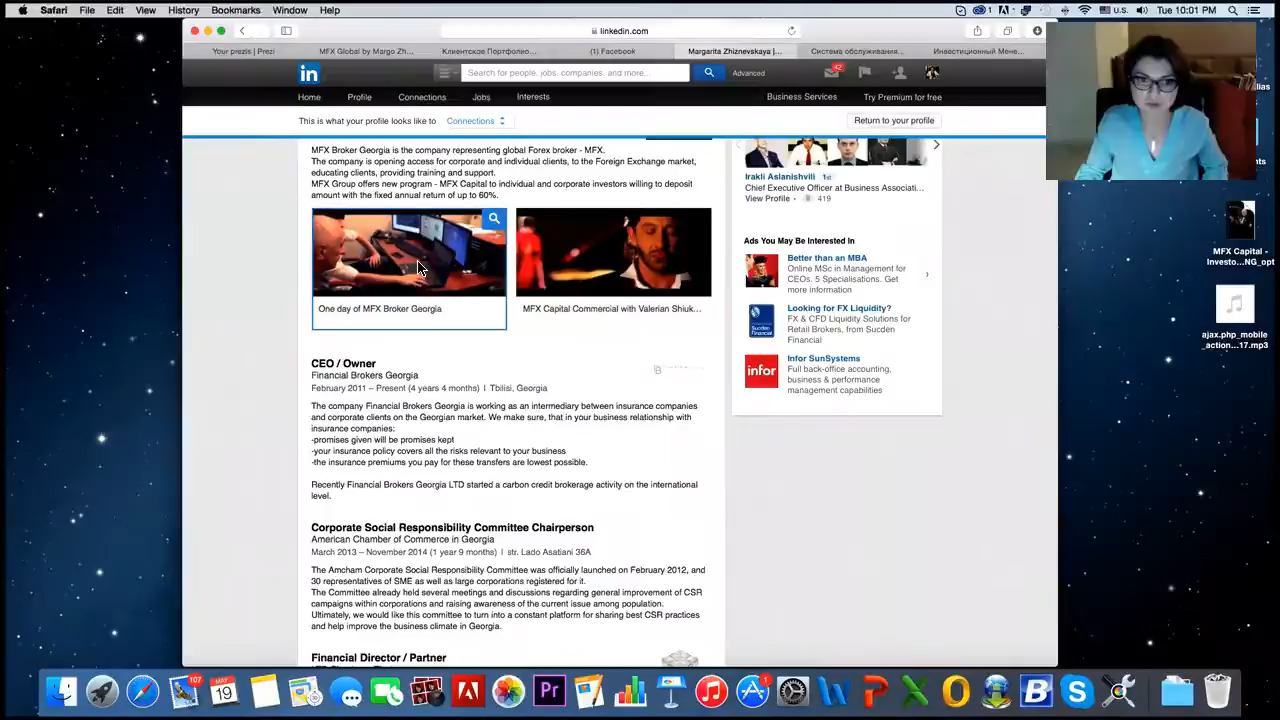 Safari File Edit View History Bookmarks Window Help
1 U.S. Tue 10:01 PM
linkedin.com
Your prezis | Prezi
MFX Global by Margo Zh...
Клиентское Портфолио...
(1) Facebook
Margarita Zhiznevskaya |...
Система обслуживания...
Инвестиционный Мене...
in
Search for people, jobs, companies, and more...
Advanced
42
Home Profile Connections Jobs Interests
Business Services Try Premium for free
This is what your profile looks like to Connections
Return to your profile
MFX Broker Georgia is the company representing global Forex broker - MFX.
The company is opening access for corporate and individual clients, to the Foreign Exchange market,
educating clients, providing training and support.
MFX Group offers new program - MFX Capital to individual and corporate investors willing to deposit
amount with the fixed annual return of up to 60%.
One day of MFX Broker Georgia
MFX Capital Commercial with Valerian Shiuk...
CEO / Owner
Financial Brokers Georgia
February 2011 – Present (4 years 4 months) | Tbilisi, Georgia
The company Financial Brokers Georgia is working as an intermediary between insurance companies
and corporate clients on the Georgian market. We make sure, that in your business relationship with
insurance companies:
-promises given will be promises kept
-your insurance policy covers all the risks relevant to your business
-the insurance premiums you pay for these transfers are lowest possible.
Recently Financial Brokers Georgia LTD started a carbon credit brokerage activity on the international
level.
Corporate Social Responsibility Committee Chairperson
American Chamber of Commerce in Georgia
March 2013 – November 2014 (1 year 9 months) | str. Lado Asatiani 36A
The Amcham Corporate Social Responsibility Committee was officially launched on February 2012, and
30 representatives of SME as well as large corporations registered for it.
The Committee already held several meetings and discussions regarding general improvement of CSR
campaigns within corporations and raising awareness of the current issue among population.
Ultimately, we would like this committee to turn into a constant platform for sharing best CSR practices
and help improve the business climate in Georgia.
Financial Director / Partner
Irakli Aslanishvili 1st
Chief Executive Officer at Business Associati...
View Profile • 419
Ads You May Be Interested In
Better than an MBA
Online MSc in Management for
CEOs. 5 Specialisations. Get
more information
Looking for FX Liquidity?
FX & CFD Liquidity Solutions for
Retail Brokers, from Sucden
Financial
Sucden
Financial
Infor SunSystems
Full back-office accounting,
business & performance
management capabilities
infor
MFX Capital -
Investo...NG_opt
ajax.php_mobile
_action...17.mp3
107
MAY
19
Pr
1
B